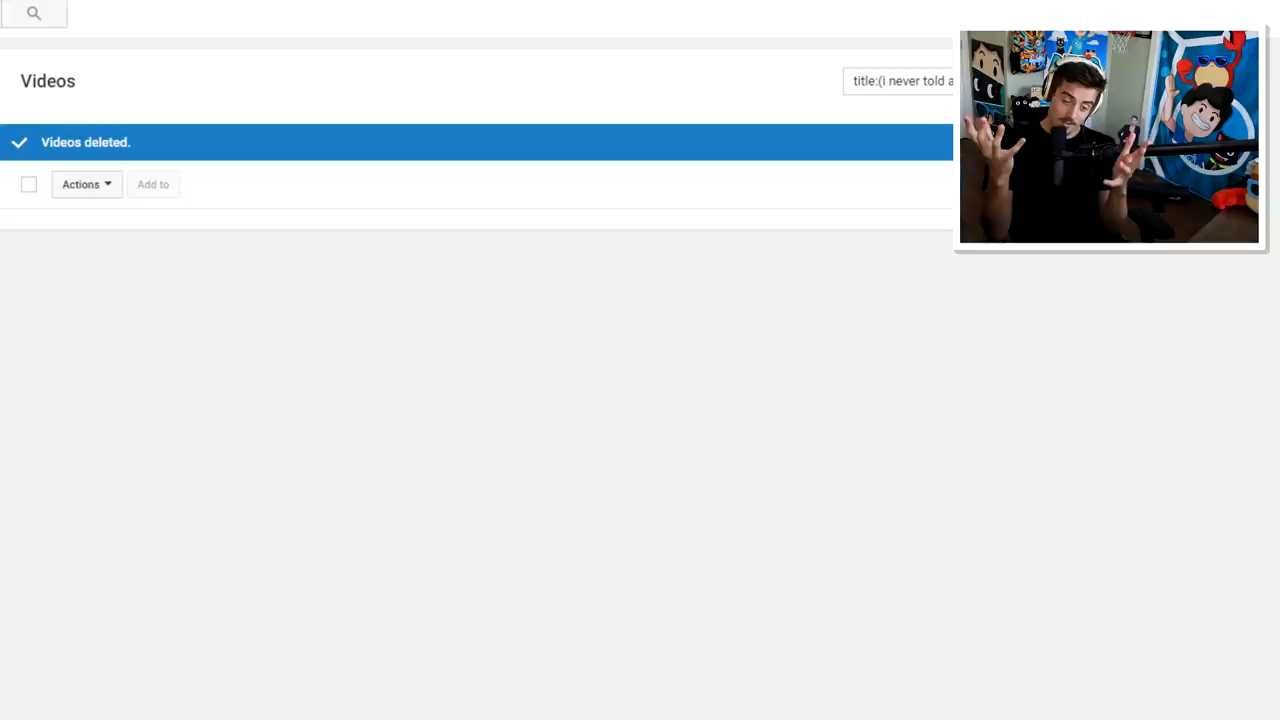 Videos
title:(i never told a
Videos deleted.
Actions
Add to